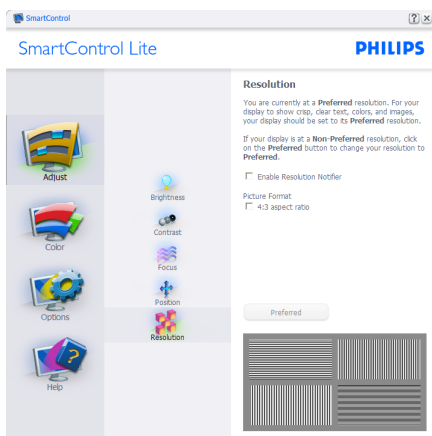 SmartControl
SmartControl Lite
PHILIPS
Adjust
Color
Options
Help
Brightness
Contrast
Focus
Position
Resolution
Resolution
You are currently at a Preferred resolution. For your
display to show crisp, clear text, colors, and images,
your display should be set to its Preferred resolution.
If your display is at a Non-Preferred resolution, click
on the Preferred button to change your resolution to
Preferred.
Enable Resolution Notifier
Picture Format
4:3 aspect ratio
Preferred